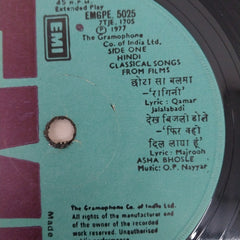 45 R.P.M.
Extended Play
EMGPE. 5025
7TJE. 1705
℗ 1977
EMI
The Gramophone
Co. of India Ltd.
SIDE ONE
HINDI
CLASSICAL SONGS
FROM FILMS
छोटा सा बलमा
-'रागिनी'
Lyric: Qamar
Jalalabadi
देख बिजली डोले
-'फिर वही
दिल लाया हूं'
Lyric: Majrooh
ASHA BHOSLE
Music: O.P. Nayyar
The Gramophone Co. of India Ltd.
All rights of the manufacturer and
of the owner of the recorded
work reserved. Unauthorised
Made